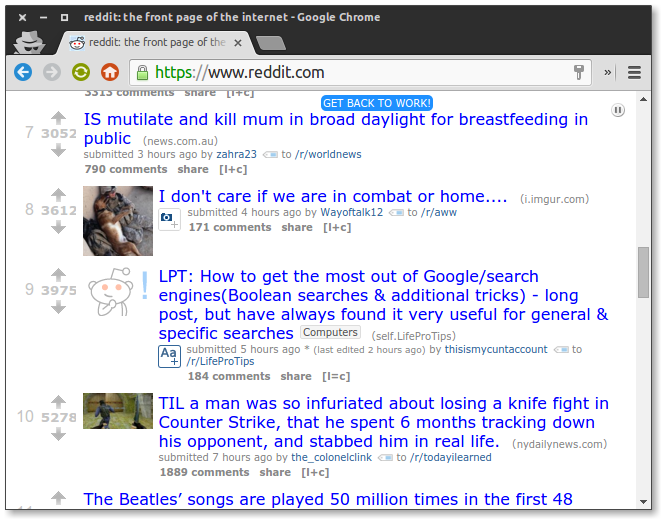 reddit: the front page of the internet - Google Chrome
reddit: the front page of the
https://www.reddit.com
3313 comments share [l+c]
GET BACK TO WORK!
7 3052 IS mutilate and kill mum in broad daylight for breastfeeding in
public (news.com.au)
submitted 3 hours ago by zahra23 to /r/worldnews
790 comments share [l+c]
8 3612 I don't care if we are in combat or home.... (i.imgur.com)
submitted 4 hours ago by Wayoftalk12 to /r/aww
171 comments share [l+c]
9 3975 LPT: How to get the most out of Google/search
engines(Boolean searches & additional tricks) - long
post, but have always found it very useful for general &
specific searches Computers (self.LifeProTips)
Aa+ submitted 5 hours ago * (last edited 2 hours ago) by thisismycuntaccount to
/r/LifeProTips
184 comments share [l=c]
10 5278 TIL a man was so infuriated about losing a knife fight in
Counter Strike, that he spent 6 months tracking down
his opponent, and stabbed him in real life. (nydailynews.com)
submitted 7 hours ago by the_colonelclink to /r/todayilearned
1889 comments share [l+c]
The Beatles’ songs are played 50 million times in the first 48